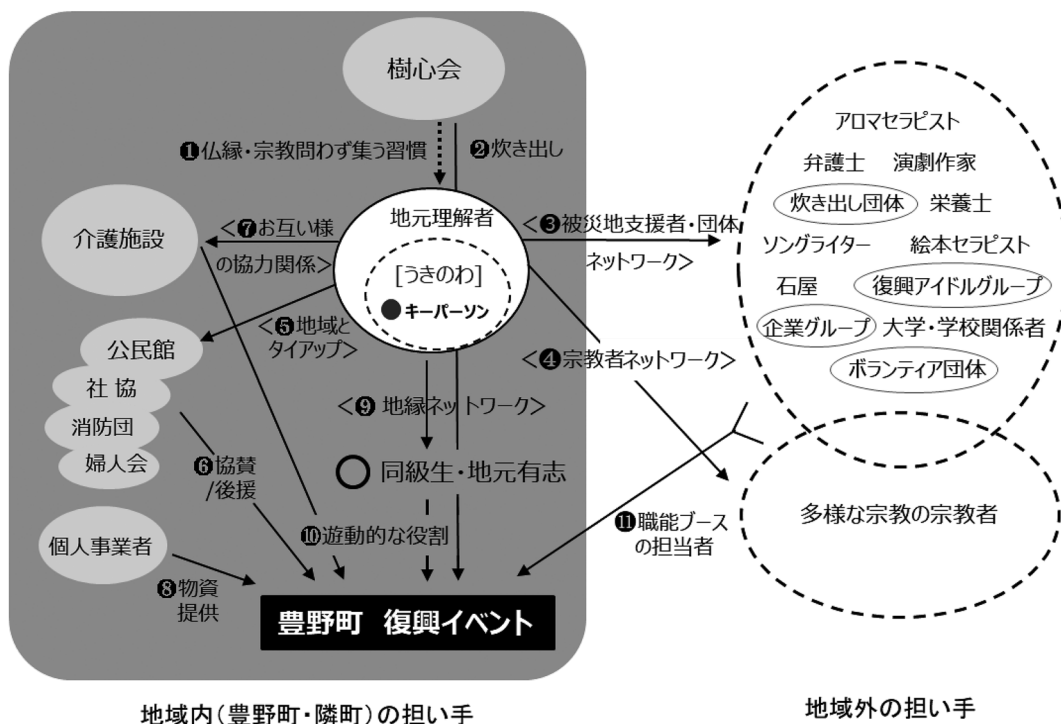 樹心会
❶仏縁・宗教問わず集う習慣
❷炊き出し
地元理解者
[うきのわ]
●キーパーソン
<❼お互い様
の協力関係>
介護施設
<❸被災地支援者・団体
ネットワーク>
<❺地域と
タイアップ>
公民館
社 協
消防団
婦人会
<❹宗教者ネットワーク>
<❾地縁ネットワーク>
○同級生・地元有志
❻協賛
/後援
❿遊動的な役割
⓫職能ブース
の担当者
個人事業者
❽物資
提供
豊野町 復興イベント
アロマセラピスト
弁護士 演劇作家
炊き出し団体 栄養士
ソングライター 絵本セラピスト
石屋 復興アイドルグループ
企業グループ 大学・学校関係者
ボランティア団体
多様な宗教の宗教者
地域内(豊野町・隣町)の担い手
地域外の担い手